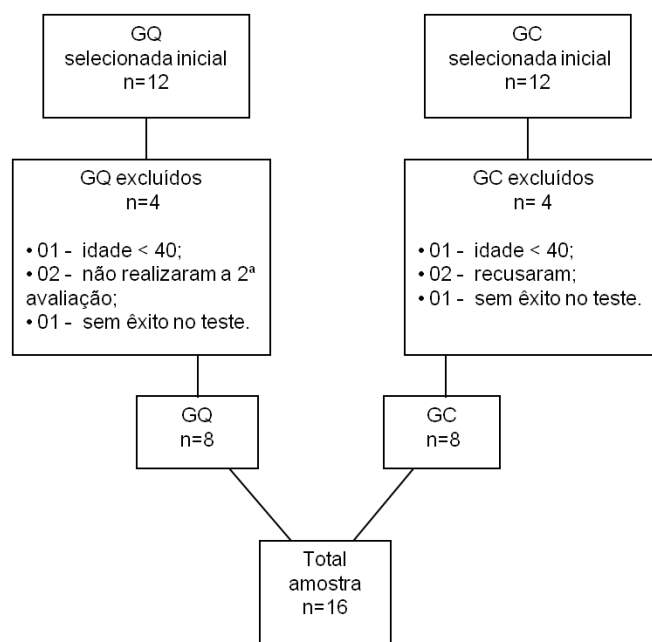 GQ
selecionada inicial
n=12
GC
selecionada inicial
n=12
GQ excluídos
n=4
• 01 - idade < 40;
• 02 - não realizaram a 2ª
avaliação;
• 01 - sem êxito no teste.
GC excluídos
n= 4
• 01 - idade < 40;
• 02 - recusaram;
• 01 - sem êxito no teste.
GQ
n=8
GC
n=8
Total
amostra
n=16